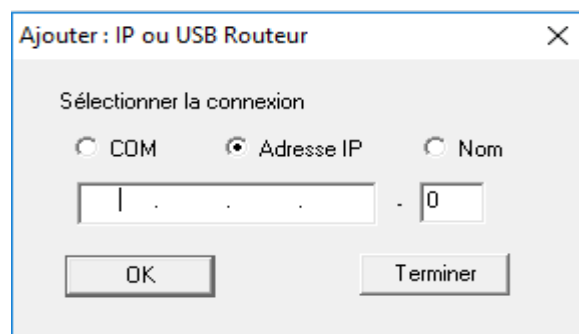 Ajouter : IP ou USB Routeur
Sélectionner la connexion
COM Adresse IP Nom
. . . - 0
OK Terminer